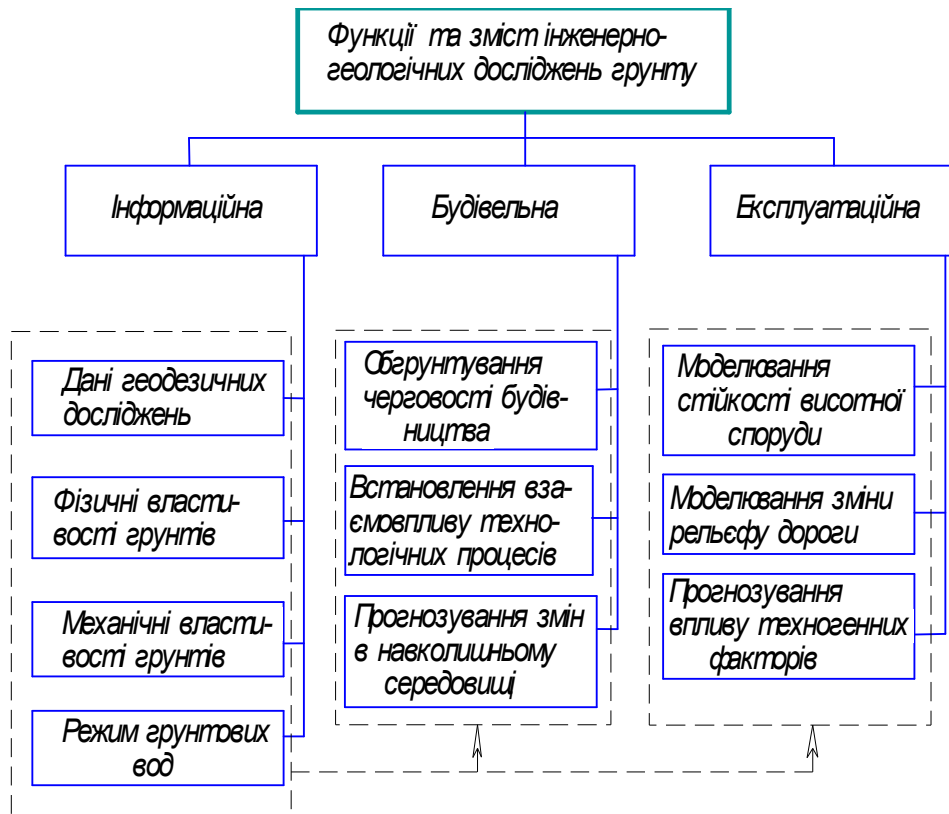 Функції та зміст інженерно-
геологічних досліджень грунту
Інформаційна
Будівельна
Експлуатаційна
Дані геодезичних
досліджень
Фізичні власти-
вості грунтів
Механічні власти-
вості грунтів
Режим грунтових
вод
Обгрунтування
черговості будів-
ництва
Встановлення вза-
ємовпливу техно-
логічних процесів
Прогнозування змін
в навколишньому
середовищі
Моделювання
стійкості висотної
споруди
Моделювання зміни
рельєфу дороги
Прогнозування
впливу техногенних
факторів